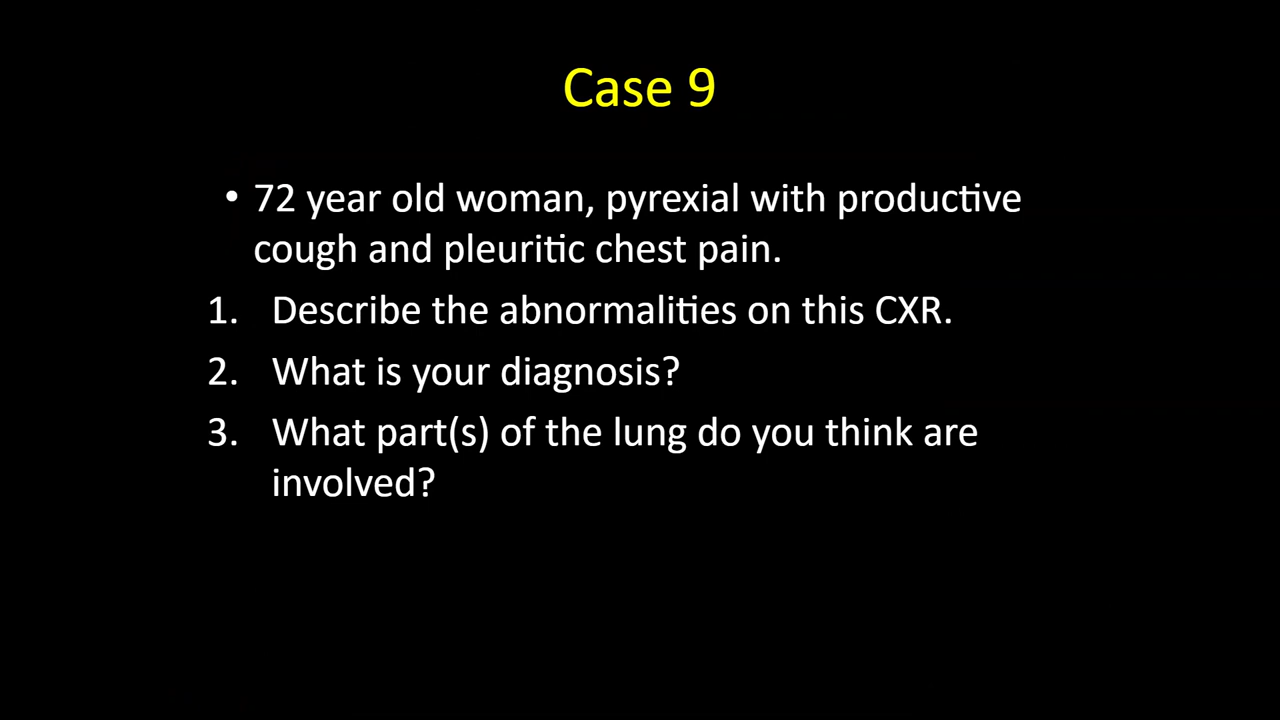 Case 9
• 72 year old woman, pyrexial with productive
cough and pleuritic chest pain.
1. Describe the abnormalities on this CXR.
2. What is your diagnosis?
3. What part(s) of the lung do you think are
involved?